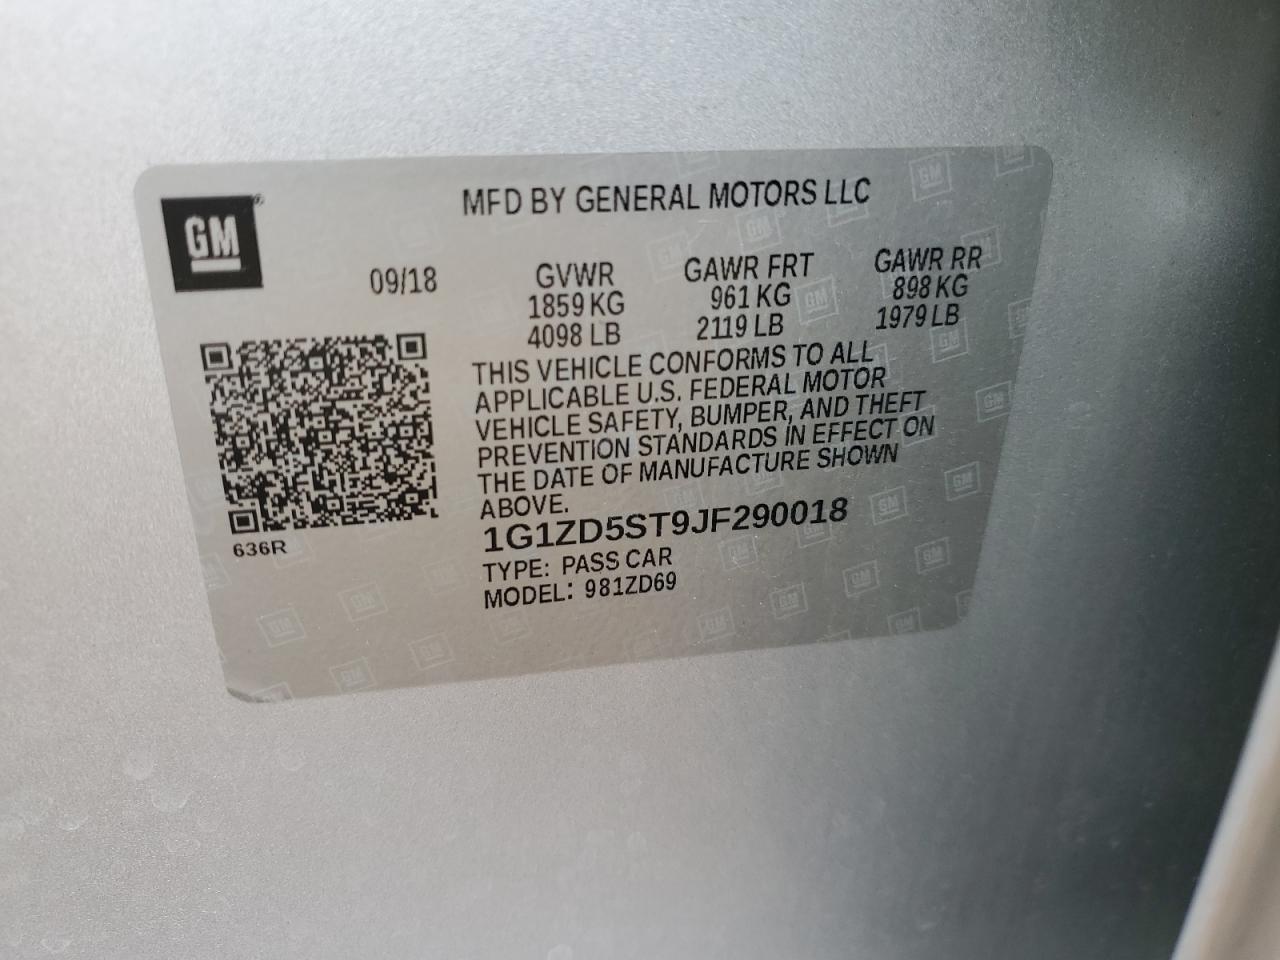 GM
MFD BY GENERAL MOTORS LLC
09/18
GVWR GAWR FRT GAWR RR
1859 KG 961 KG 898 KG
4098 LB 2119 LB 1979 LB
THIS VEHICLE CONFORMS TO ALL
APPLICABLE U.S. FEDERAL MOTOR
VEHICLE SAFETY, BUMPER, AND THEFT
PREVENTION STANDARDS IN EFFECT ON
THE DATE OF MANUFACTURE SHOWN
ABOVE.
1G1ZD5ST9JF290018
TYPE: PASS CAR
MODEL: 981ZD69
636R